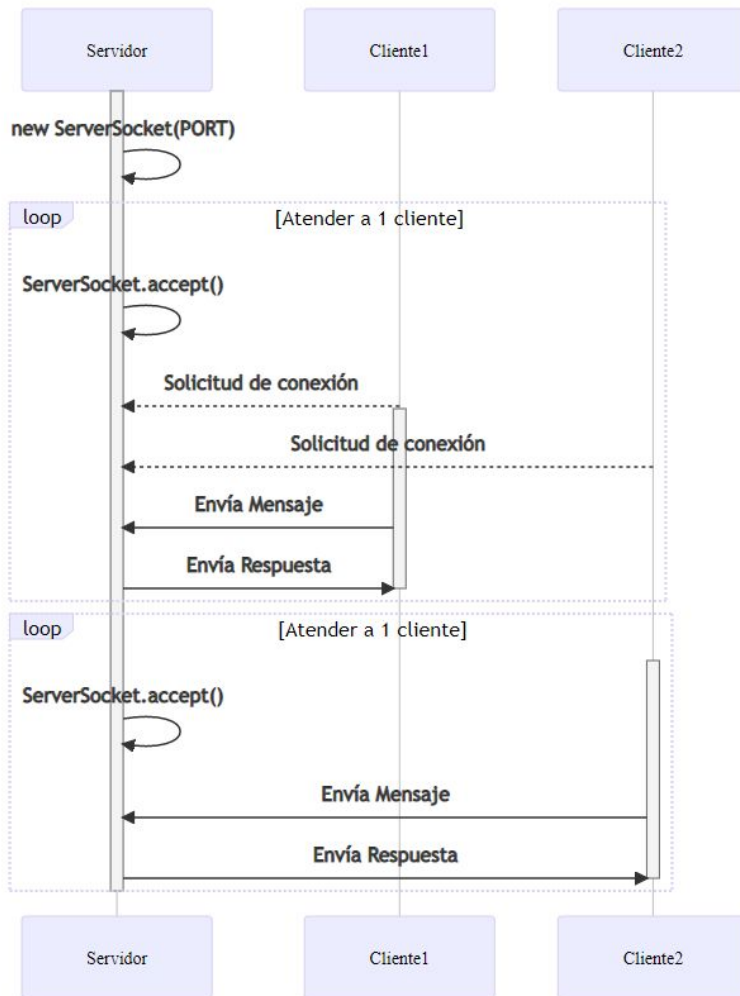 Servidor
Cliente1
Cliente2
new ServerSocket(PORT)
loop
[Atender a 1 cliente]
ServerSocket.accept()
Solicitud de conexión
Solicitud de conexión
Envía Mensaje
Envía Respuesta
loop
[Atender a 1 cliente]
ServerSocket.accept()
Envía Mensaje
Envía Respuesta
Servidor
Cliente1
Cliente2